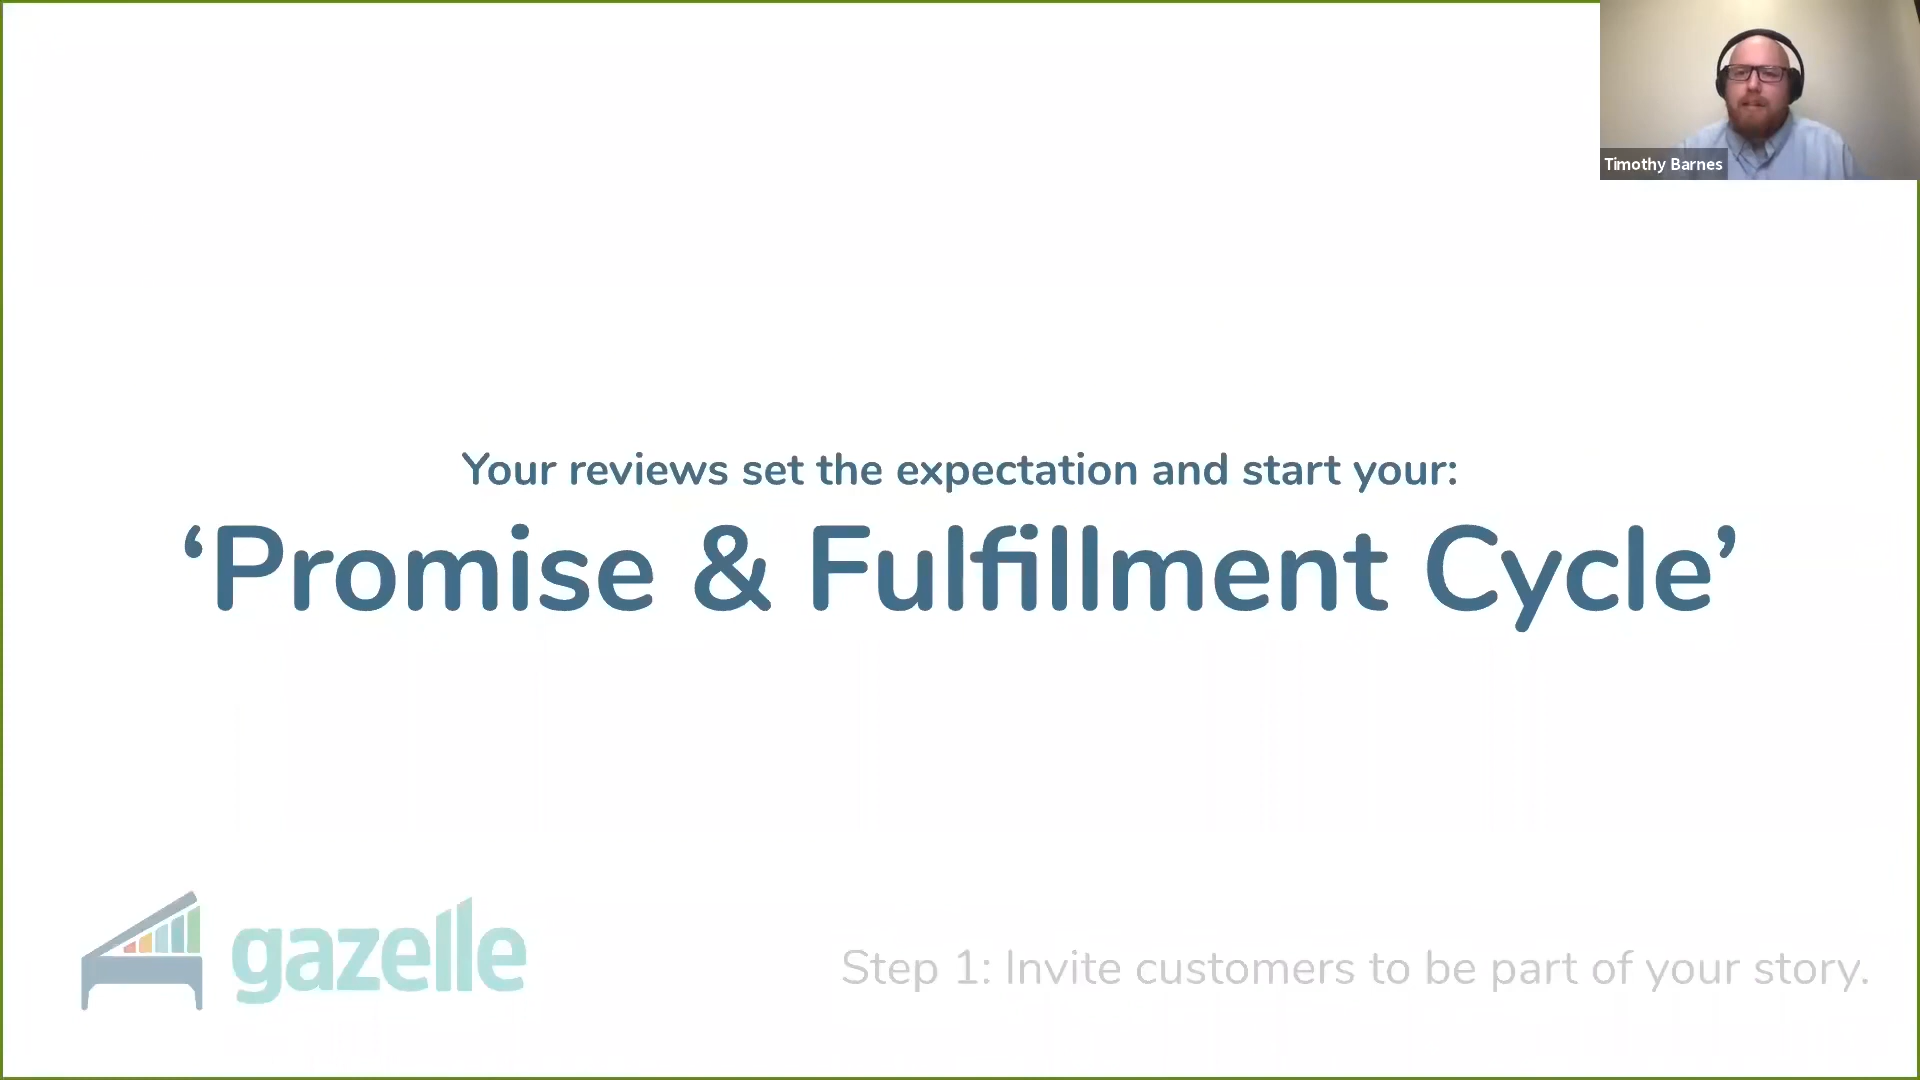 Timothy Barnes
Your reviews set the expectation and start your:
‘Promise & Fulfillment Cycle’
gazelle
Step 1: Invite customers to be part of your story.